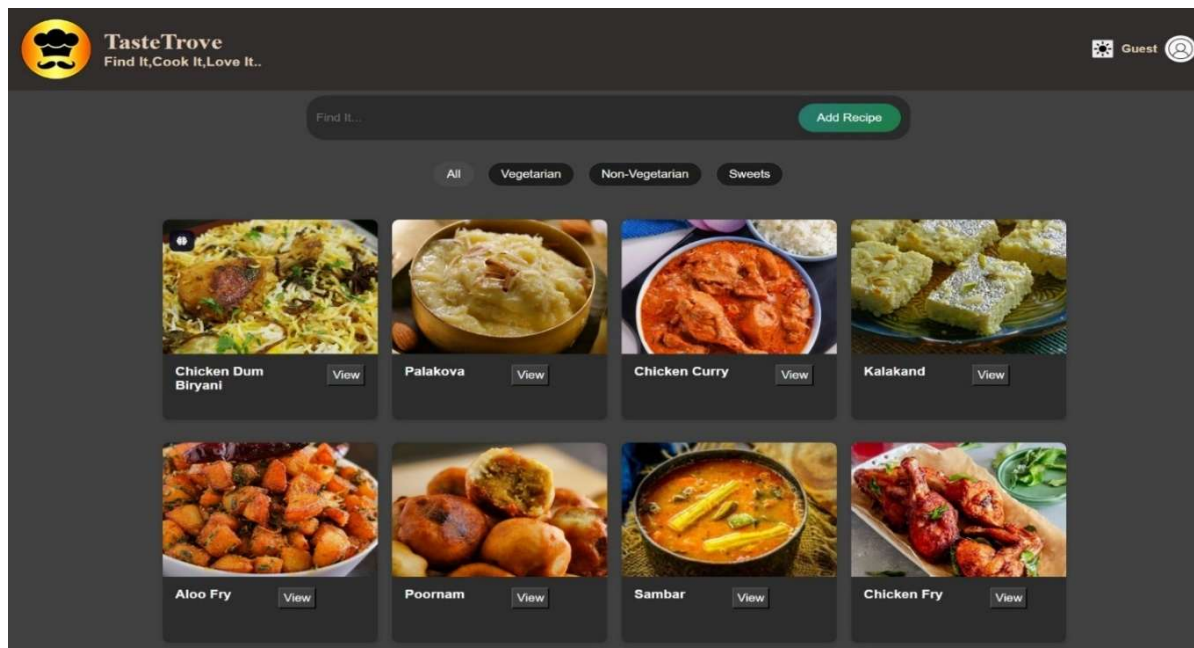 TasteTrove
Find It,Cook It,Love It..
Guest
Find It...
Add Recipe
All
Vegetarian
Non-Vegetarian
Sweets
Chicken Dum
Biryani
View
Palakova
View
Chicken Curry
View
Kalakand
View
Aloo Fry
View
Poornam
View
Sambar
View
Chicken Fry
View